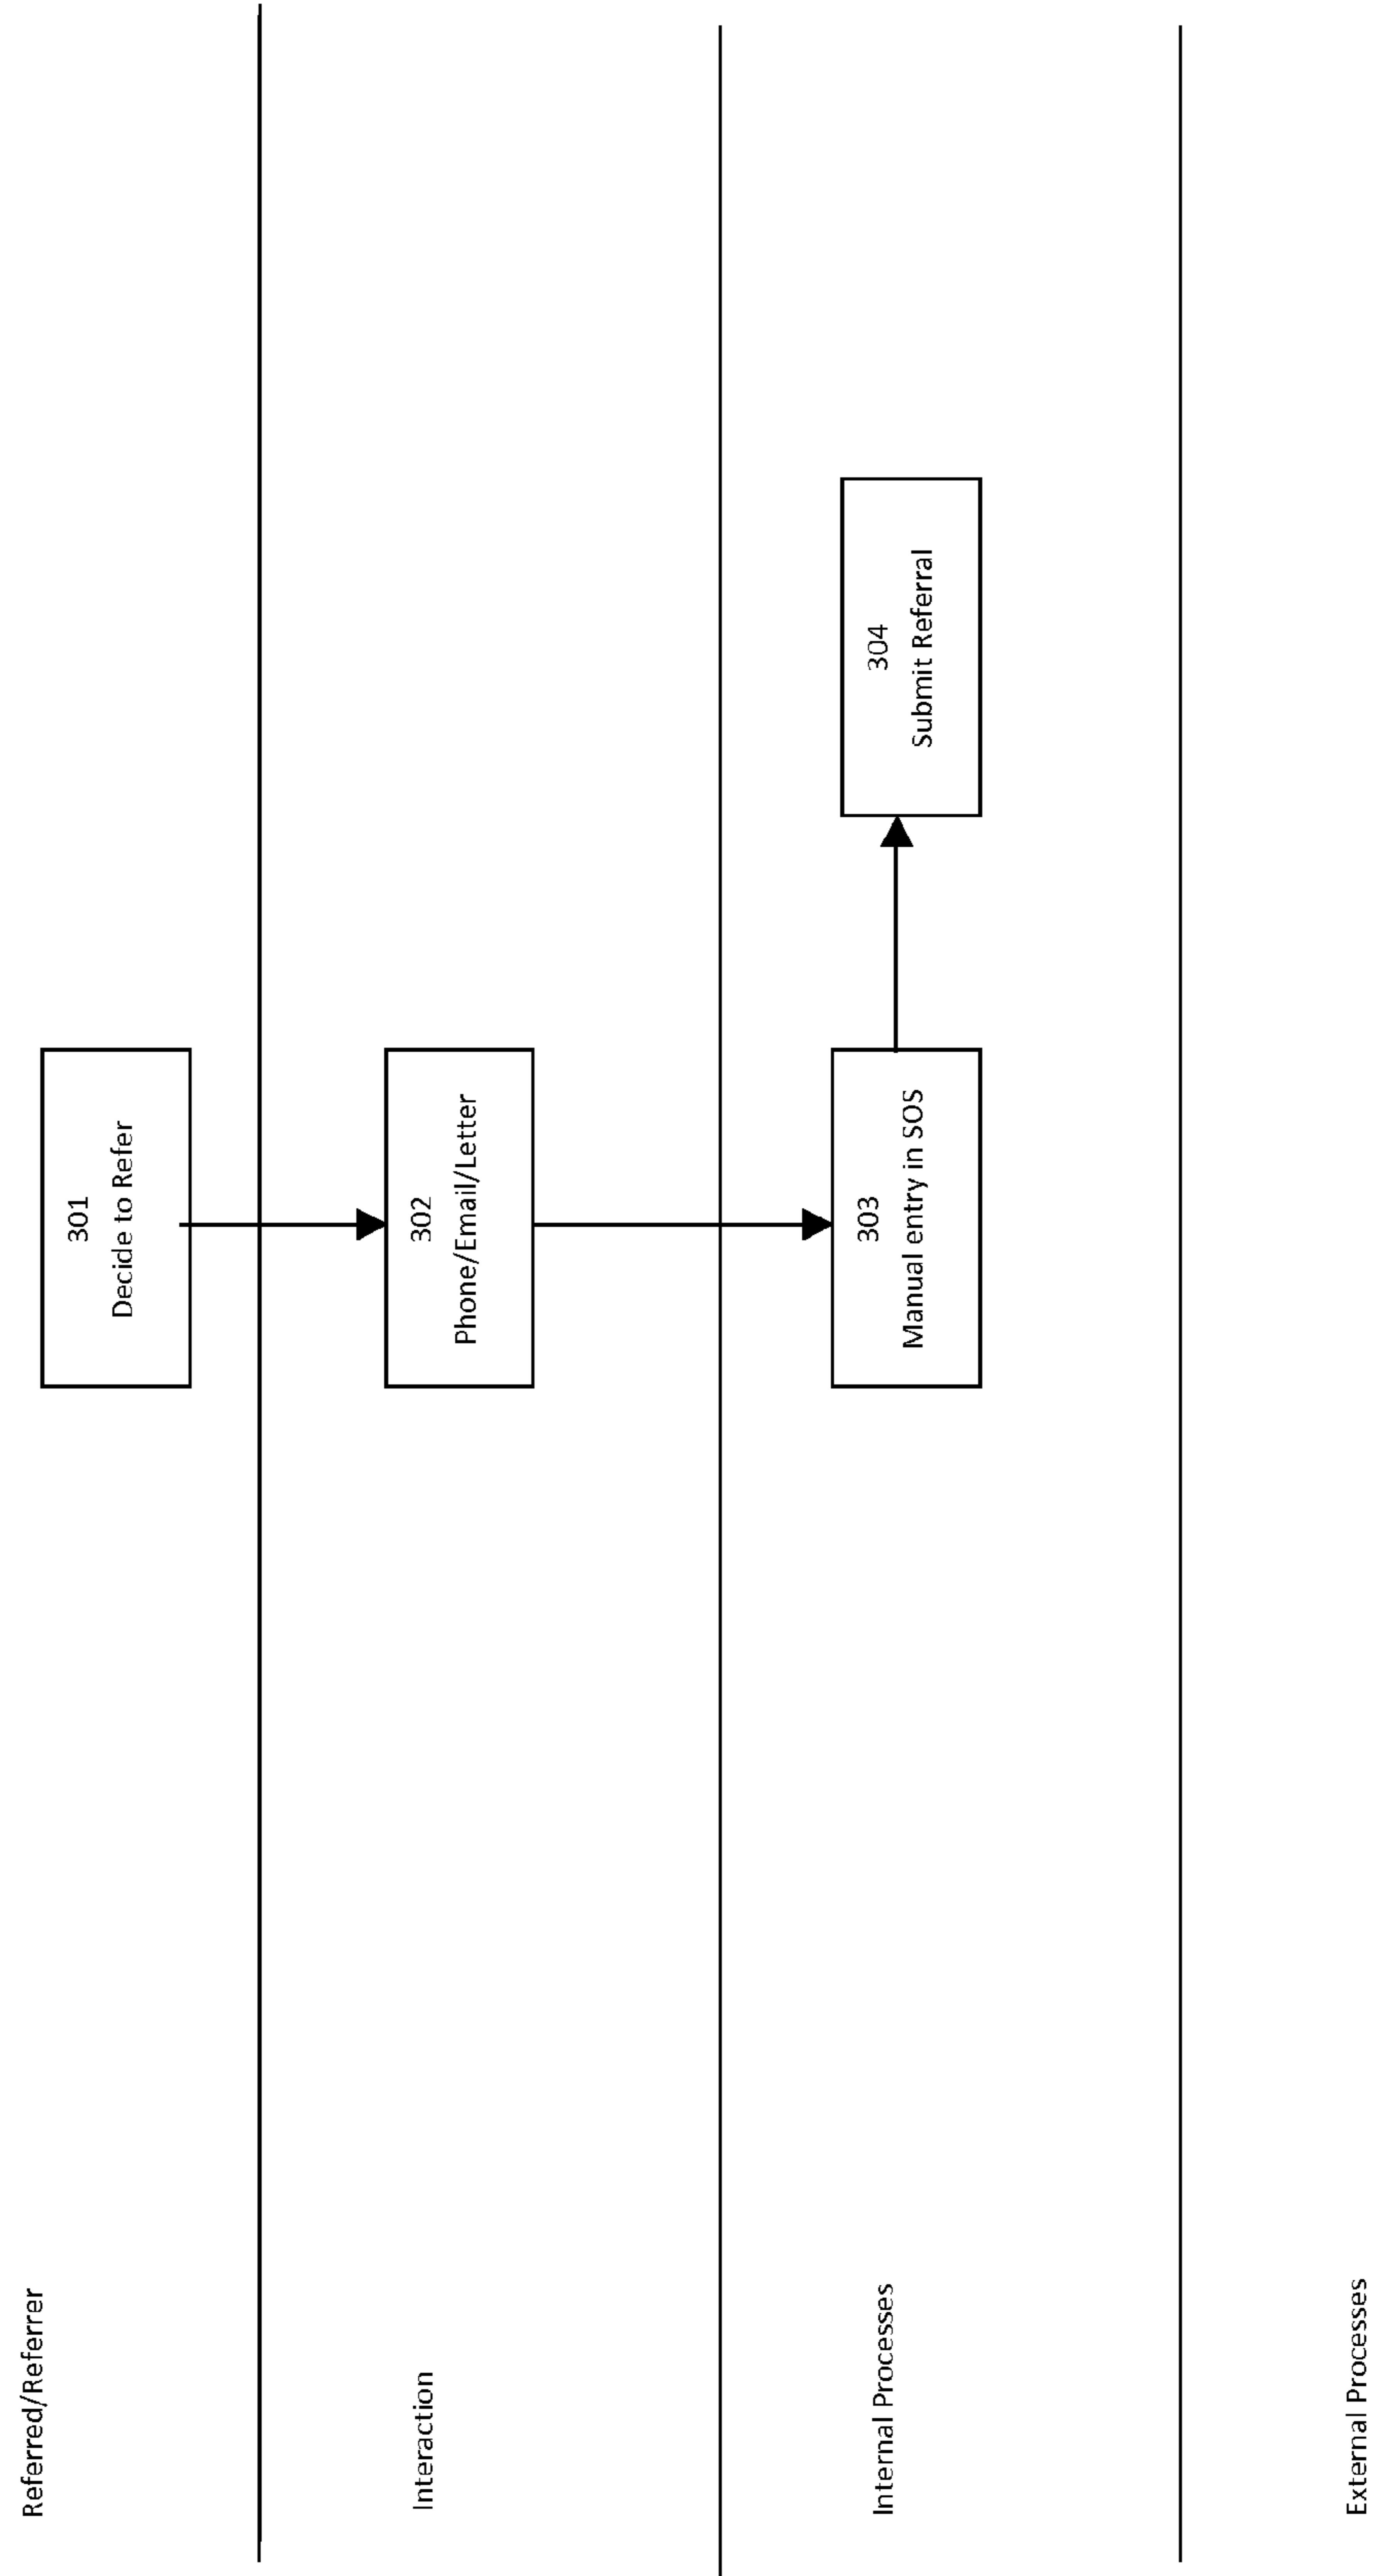 Referred/Referrer
301
Decide to Refer
Interaction
302
Phone/Email/Letter
Internal Processes
303
Manual entry in SOS
304
Submit Referral
External Processes